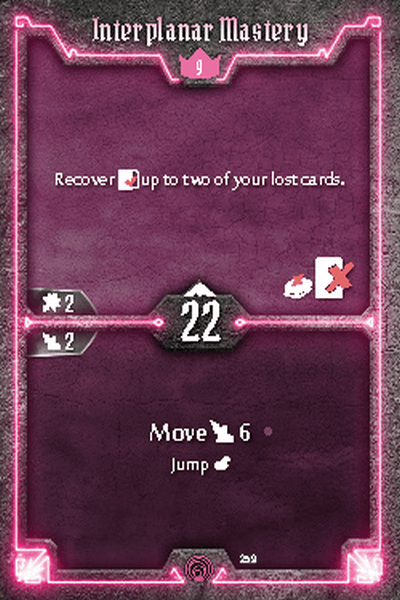 Interplanar Mastery
9
Recover up to two of your lost cards.
2
22
2
Move 6
Jump